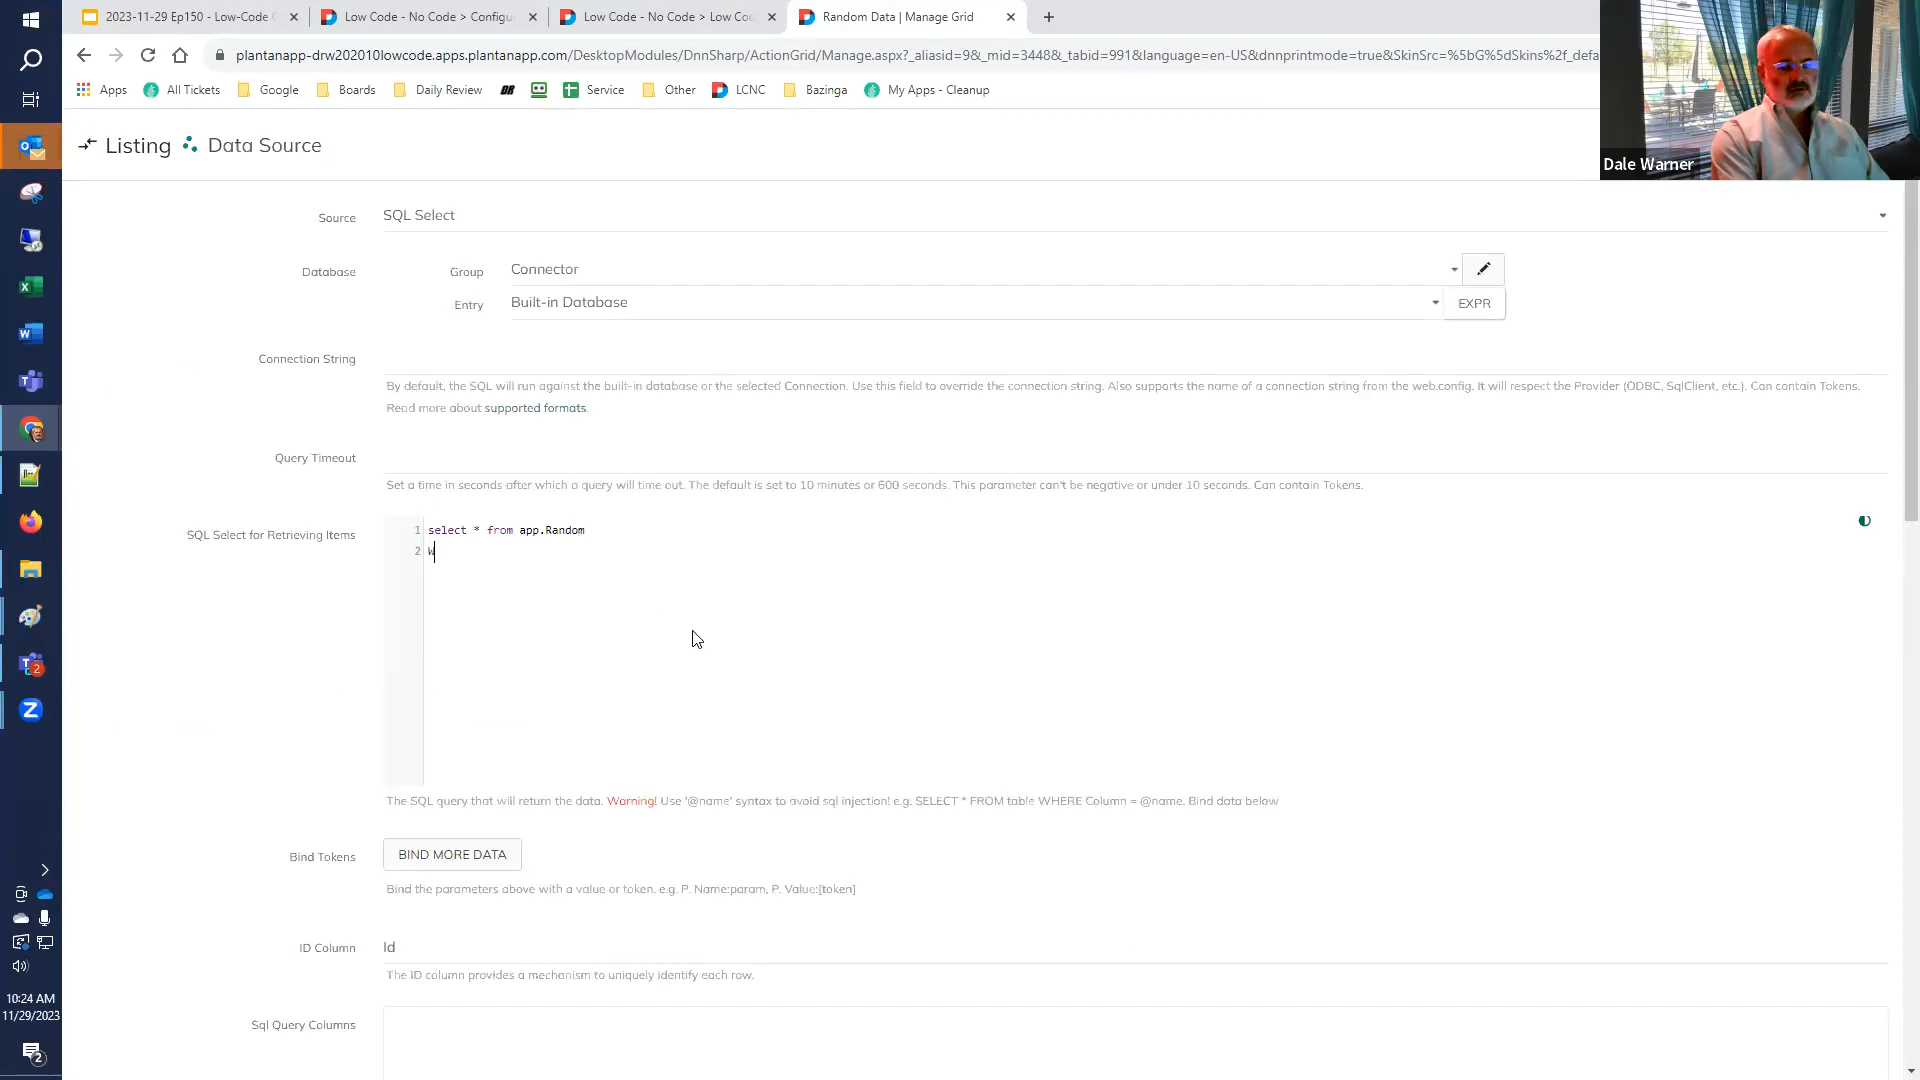 2023-11-29 Ep150 - Low-Code
Low Code - No Code > Configu
Low Code - No Code > Low Co
Random Data | Manage Grid
plantanapp-drw202010lowcode.apps.plantanapp.com/DesktopModules/DnnSharp/ActionGrid/Manage.aspx?_aliasid=9&_mid=3448&_tabid=991&language=en-US&dnnprintmode=true&SkinSrc=%5bG%5dSkins%2f_defa
Apps
All Tickets
Google
Boards
Daily Review
Service
Other
LCNC
Bazinga
My Apps - Cleanup
Dale Warner
Listing
Data Source
Source
SQL Select
Database
Group
Connector
Entry
Built-in Database
EXPR
Connection String
By default, the SQL will run against the built-in database or the selected Connection. Use this field to override the connection string. Also supports the name of a connection string from the web.config. It will respect the Provider (ODBC, SqlClient, etc.). Can contain Tokens.
Read more about supported formats.
Query Timeout
Set a time in seconds after which a query will time out. The default is set to 10 minutes or 600 seconds. This parameter can't be negative or under 10 seconds. Can contain Tokens.
SQL Select for Retrieving Items
1 select * from app.Random
2 W
The SQL query that will return the data. Warning! Use '@name' syntax to avoid sql injection! e.g. SELECT * FROM table WHERE Column = @name. Bind data below
Bind Tokens
BIND MORE DATA
Bind the parameters above with a value or token. e.g. P. Name:param, P. Value:[token]
ID Column
Id
The ID column provides a mechanism to uniquely identify each row.
Sql Query Columns
10:24 AM
11/29/2023
2
2